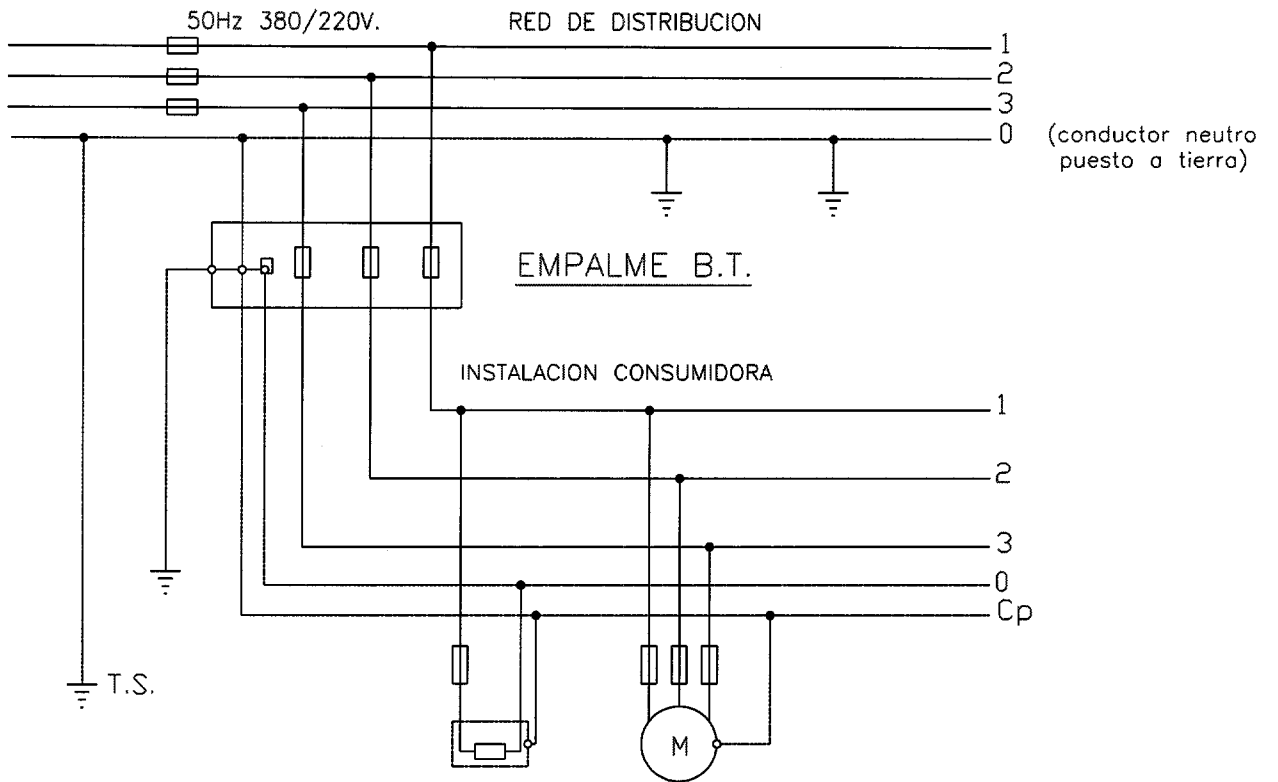 50Hz 380/220V.
RED DE DISTRIBUCION
1
2
3
0
(conductor neutro
puesto a tierra)
EMPALME B.T.
INSTALACION CONSUMIDORA
1
2
3
0
Cp
T.S.
M